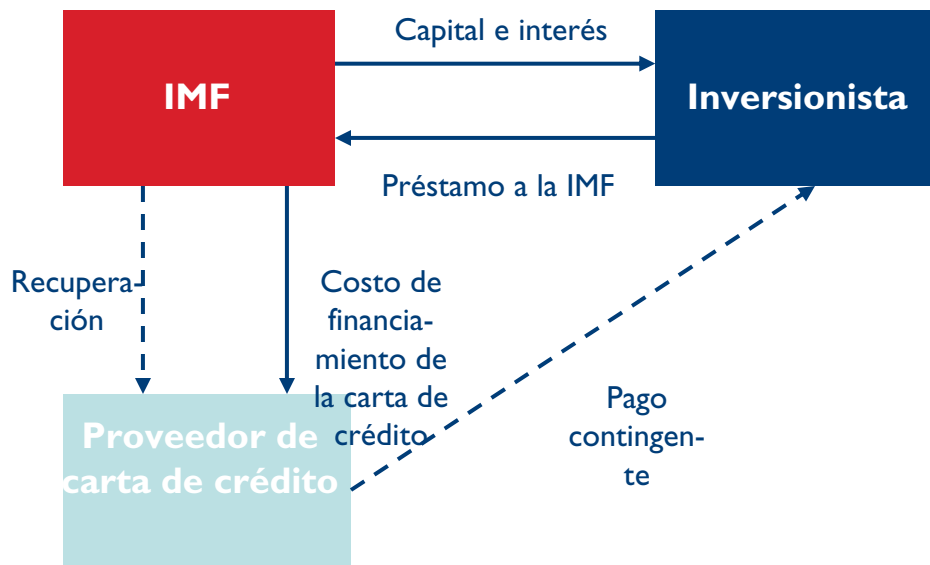 Capital e interés
IMF
Inversionista
Préstamo a la IMF
Recupera-
ción
Costo de
financia-
miento de
la carta de
crédito
Pago
contingen-
te
Proveedor de
carta de crédito